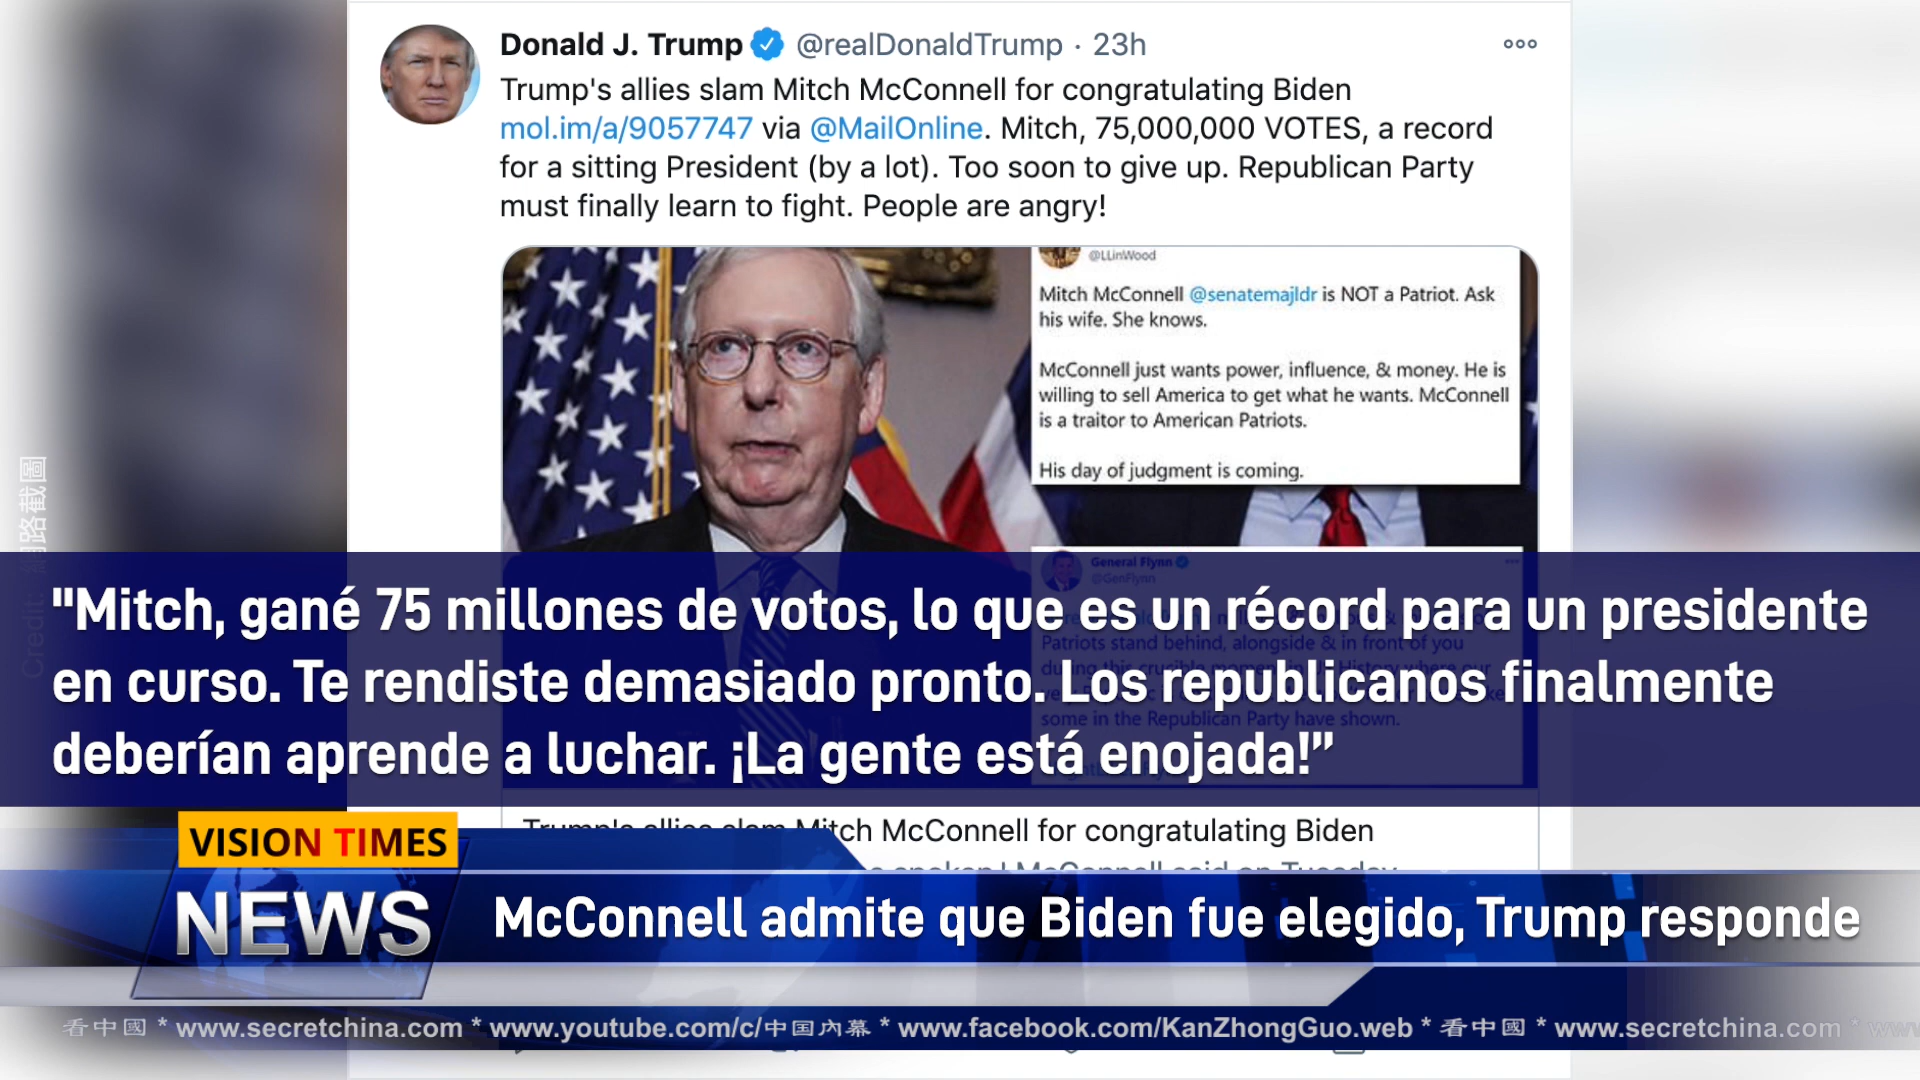 Donald J. Trump @realDonaldTrump · 23h
Trump's allies slam Mitch McConnell for congratulating Biden
mol.im/a/9057747 via @MailOnline. Mitch, 75,000,000 VOTES, a record
for a sitting President (by a lot). Too soon to give up. Republican Party
must finally learn to fight. People are angry!
@LLinWood
Mitch McConnell @senatemajldr is NOT a Patriot. Ask
his wife. She knows.
McConnell just wants power, influence, & money. He is
willing to sell America to get what he wants. McConnell
is a traitor to American Patriots.
His day of judgment is coming.
General Flynn
@GenFlynn
Patriots stand behind, alongside & in front of you
some in the Republican Party have shown.
Credit: 網路截圖
"Mitch, gané 75 millones de votos, lo que es un récord para un presidente
en curso. Te rendiste demasiado pronto. Los republicanos finalmente
deberían aprende a luchar. ¡La gente está enojada!”
Trump's allies slam Mitch McConnell for congratulating Biden
McConnell said on Tuesday
VISION TIMES
NEWS
McConnell admite que Biden fue elegido, Trump responde
看中國 * www.secretchina.com * www.youtube.com/c/中国内幕 * www.facebook.com/KanZhongGuo.web * 看中國 * www.secretchina.com * www